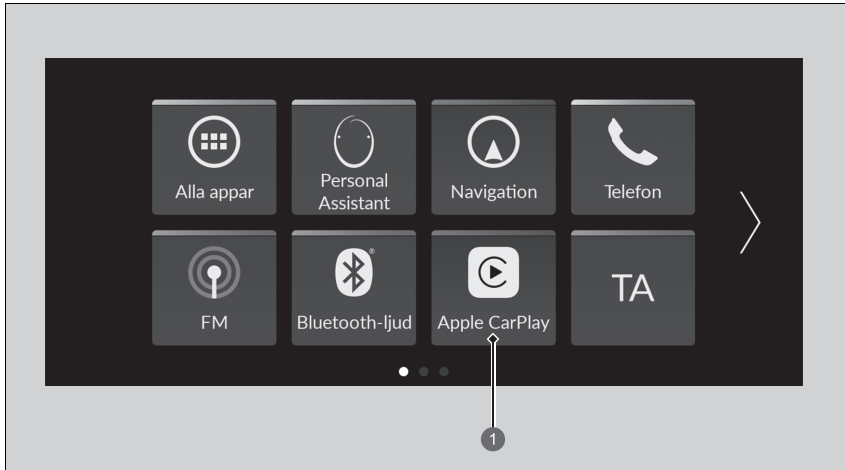 Alla appar
Personal
Assistant
Navigation
Telefon
FM
Bluetooth-ljud
®
Apple CarPlay
TA
1